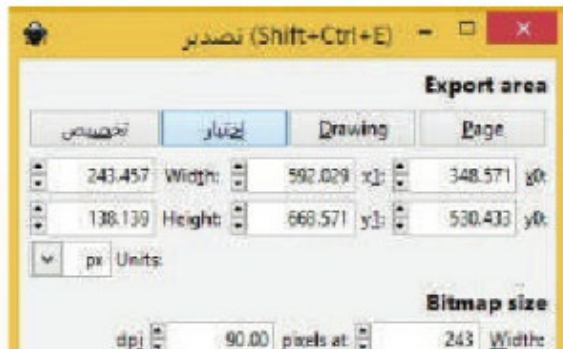 تصدير (Shift+Ctrl+E)
Export area
Page Drawing إختيار تخصيص
x0: 348.571 x1: 592.029 Width: 243.457
y0: 530.433 y1: 668.571 Height: 138.139
Units: px
Bitmap size
Width: 243 pixels at 90.00 dpi